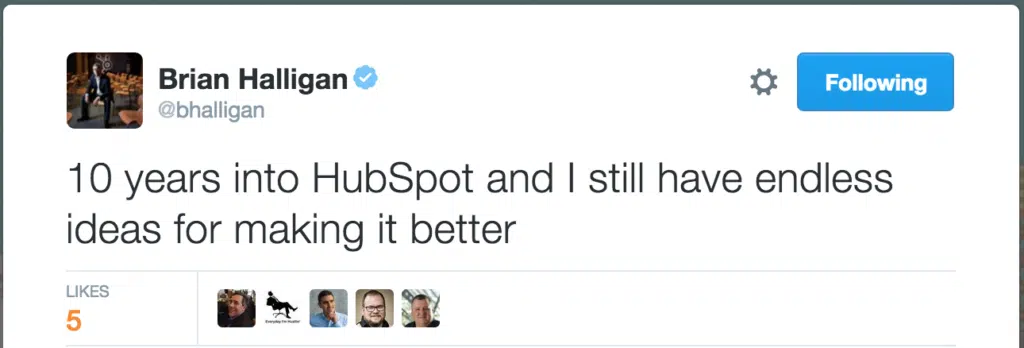 Brian Halligan
@bhalligan
Following
10 years into HubSpot and I still have endless
ideas for making it better
LIKES
5